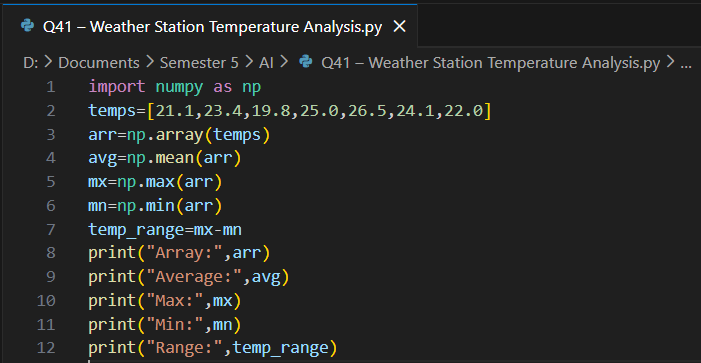 Q41 – Weather Station Temperature Analysis.py ×
D: > Documents > Semester 5 > AI > Q41 – Weather Station Temperature Analysis.py > ...
1 import numpy as np
2 temps=[21.1,23.4,19.8,25.0,26.5,24.1,22.0]
3 arr=np.array(temps)
4 avg=np.mean(arr)
5 mx=np.max(arr)
6 mn=np.min(arr)
7 temp_range=mx-mn
8 print("Array:",arr)
9 print("Average:",avg)
10 print("Max:",mx)
11 print("Min:",mn)
12 print("Range:",temp_range)